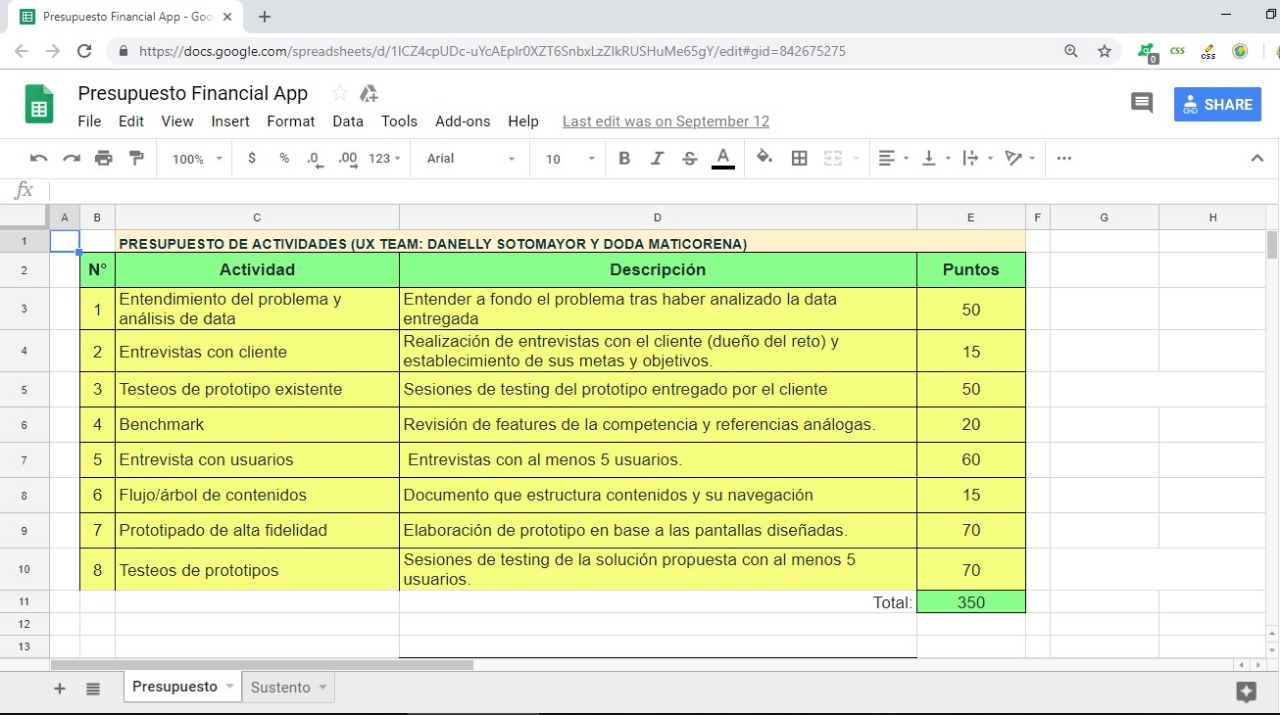 Presupuesto Financial App - Goo
https://docs.google.com/spreadsheets/d/1ICZ4cpUDc-uYcAEpIr0XZT6SnbxLzZIkRUSHuMe65gY/edit#gid=842675275
0 CSS CSS
Presupuesto Financial App
SHARE
File Edit View Insert Format Data Tools Add-ons Help Last edit was on September 12
100% $ % .0 .00 123 Arial 10 B I S A
fx
A B C D E F G H
1 PRESUPUESTO DE ACTIVIDADES (UX TEAM: DANELLY SOTOMAYOR Y DODA MATICORENA)
2 N° Actividad Descripción Puntos
3 1 Entendimiento del problema y análisis de data Entender a fondo el problema tras haber analizado la data entregada 50
4 2 Entrevistas con cliente Realización de entrevistas con el cliente (dueño del reto) y establecimiento de sus metas y objetivos. 15
5 3 Testeos de prototipo existente Sesiones de testing del prototipo entregado por el cliente 50
6 4 Benchmark Revisión de features de la competencia y referencias análogas. 20
7 5 Entrevista con usuarios Entrevistas con al menos 5 usuarios. 60
8 6 Flujo/árbol de contenidos Documento que estructura contenidos y su navegación 15
9 7 Prototipado de alta fidelidad Elaboración de prototipo en base a las pantallas diseñadas. 70
10 8 Testeos de prototipos Sesiones de testing de la solución propuesta con al menos 5 usuarios. 70
11 Total: 350
12
13
Presupuesto Sustento